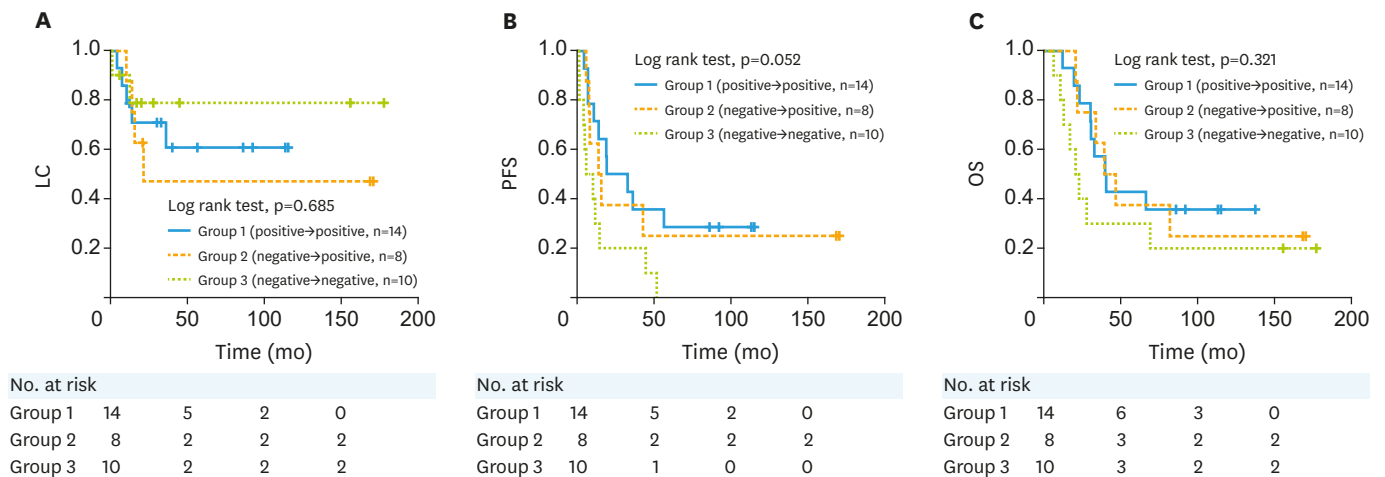 A
1.0
0.8
0.6
0.4
0.2
LC
Log rank test, p=0.685
Group 1 (positive→positive, n=14)
Group 2 (negative→positive, n=8)
Group 3 (negative→negative, n=10)
0 50 100 150 200
Time (mo)
No. at risk
Group 1 14 5 2 0
Group 2 8 2 2 2
Group 3 10 2 2 2
B
1.0
0.8
0.6
0.4
0.2
PFS
Log rank test, p=0.052
Group 1 (positive→positive, n=14)
Group 2 (negative→positive, n=8)
Group 3 (negative→negative, n=10)
0 50 100 150 200
Time (mo)
No. at risk
Group 1 14 5 2 0
Group 2 8 2 2 2
Group 3 10 1 0 0
C
1.0
0.8
0.6
0.4
0.2
OS
Log rank test, p=0.321
Group 1 (positive→positive, n=14)
Group 2 (negative→positive, n=8)
Group 3 (negative→negative, n=10)
0 50 100 150 200
Time (mo)
No. at risk
Group 1 14 6 3 0
Group 2 8 3 2 2
Group 3 10 3 2 2